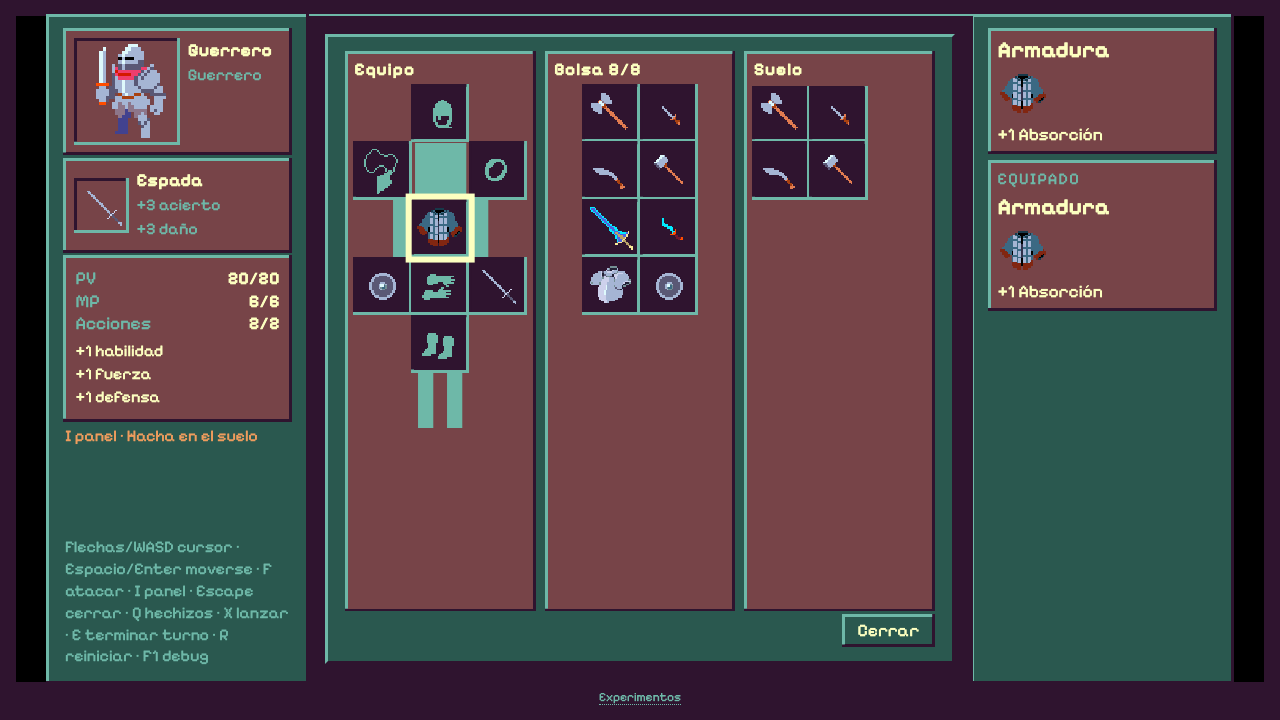 Guerrero
Guerrero
Espada
+3 acierto
+3 daño
PV 80/80
MP 6/6
Acciones 2/2
+1 habilidad
+1 fuerza
+1 defensa
I panel · Hacha en el suelo
Flechas/WASD cursor ·
Espacio/Enter moverse · F
atacar · I panel · Escape
cerrar · Q hechizos · X lanzar
· E terminar turno · R
reiniciar · F1 debug
Equipo
Bolsa 8/8
Suelo
Cerrar
Armadura
+1 Absorción
EQUIPADO
Armadura
+1 Absorción
Experimentos